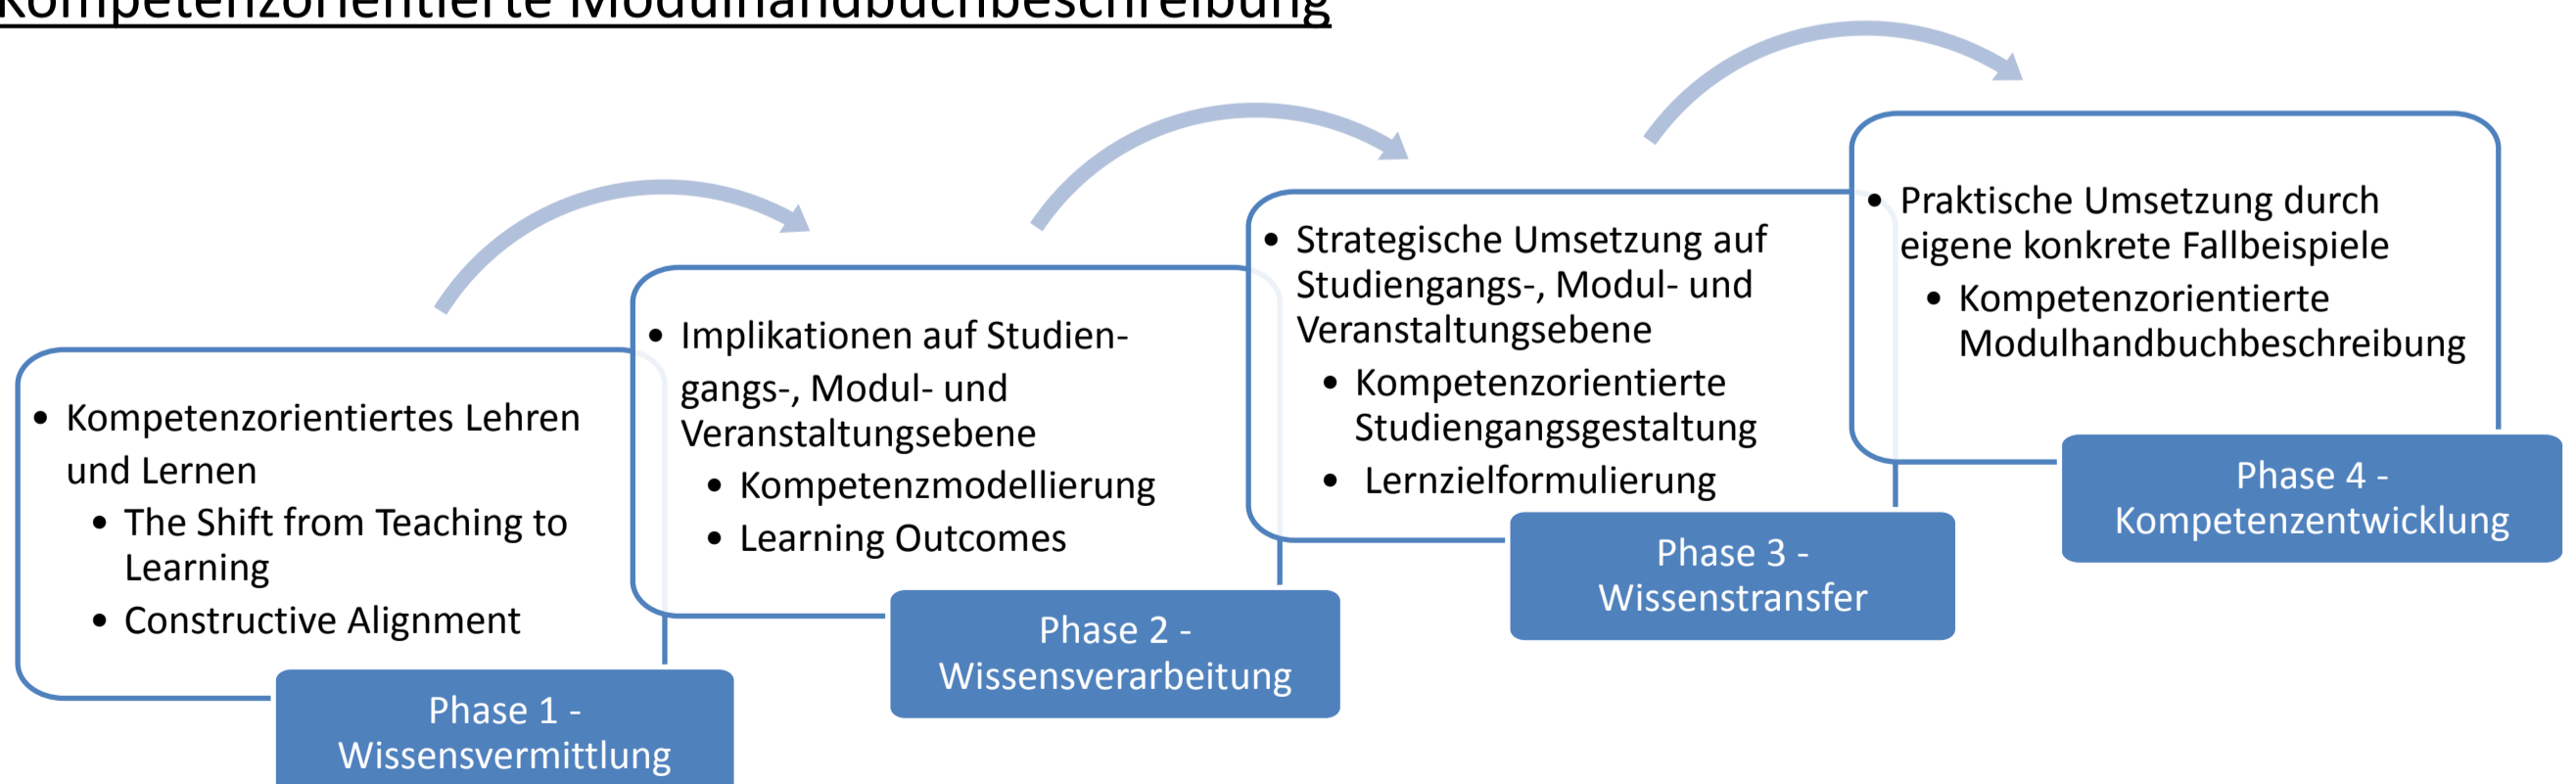 Kompetenzorientierte Modulhandbuchbeschreibung
• Kompetenzorientiertes Lehren
und Lernen
• The Shift from Teaching to
Learning
• Constructive Alignment
Phase 1 -
Wissensvermittlung
• Implikationen auf Studien-
gangs-, Modul- und
Veranstaltungsebene
• Kompetenzmodellierung
• Learning Outcomes
Phase 2 -
Wissensverarbeitung
• Strategische Umsetzung auf
Studiengangs-, Modul- und
Veranstaltungsebene
• Kompetenzorientierte
Studiengangsgestaltung
• Lernzielformulierung
Phase 3 -
Wissenstransfer
• Praktische Umsetzung durch
eigene konkrete Fallbeispiele
• Kompetenzorientierte
Modulhandbuchbeschreibung
Phase 4 -
Kompetenzentwicklung